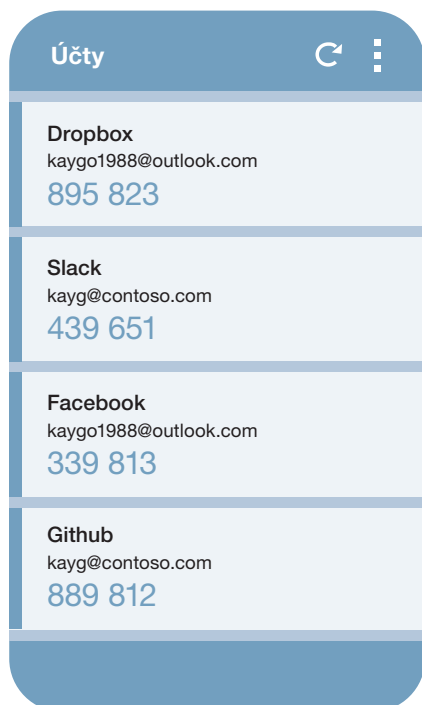 Účty
Dropbox
kaygo1988@outlook.com
895 823
Slack
kayg@contoso.com
439 651
Facebook
kaygo1988@outlook.com
339 813
Github
kayg@contoso.com
889 812